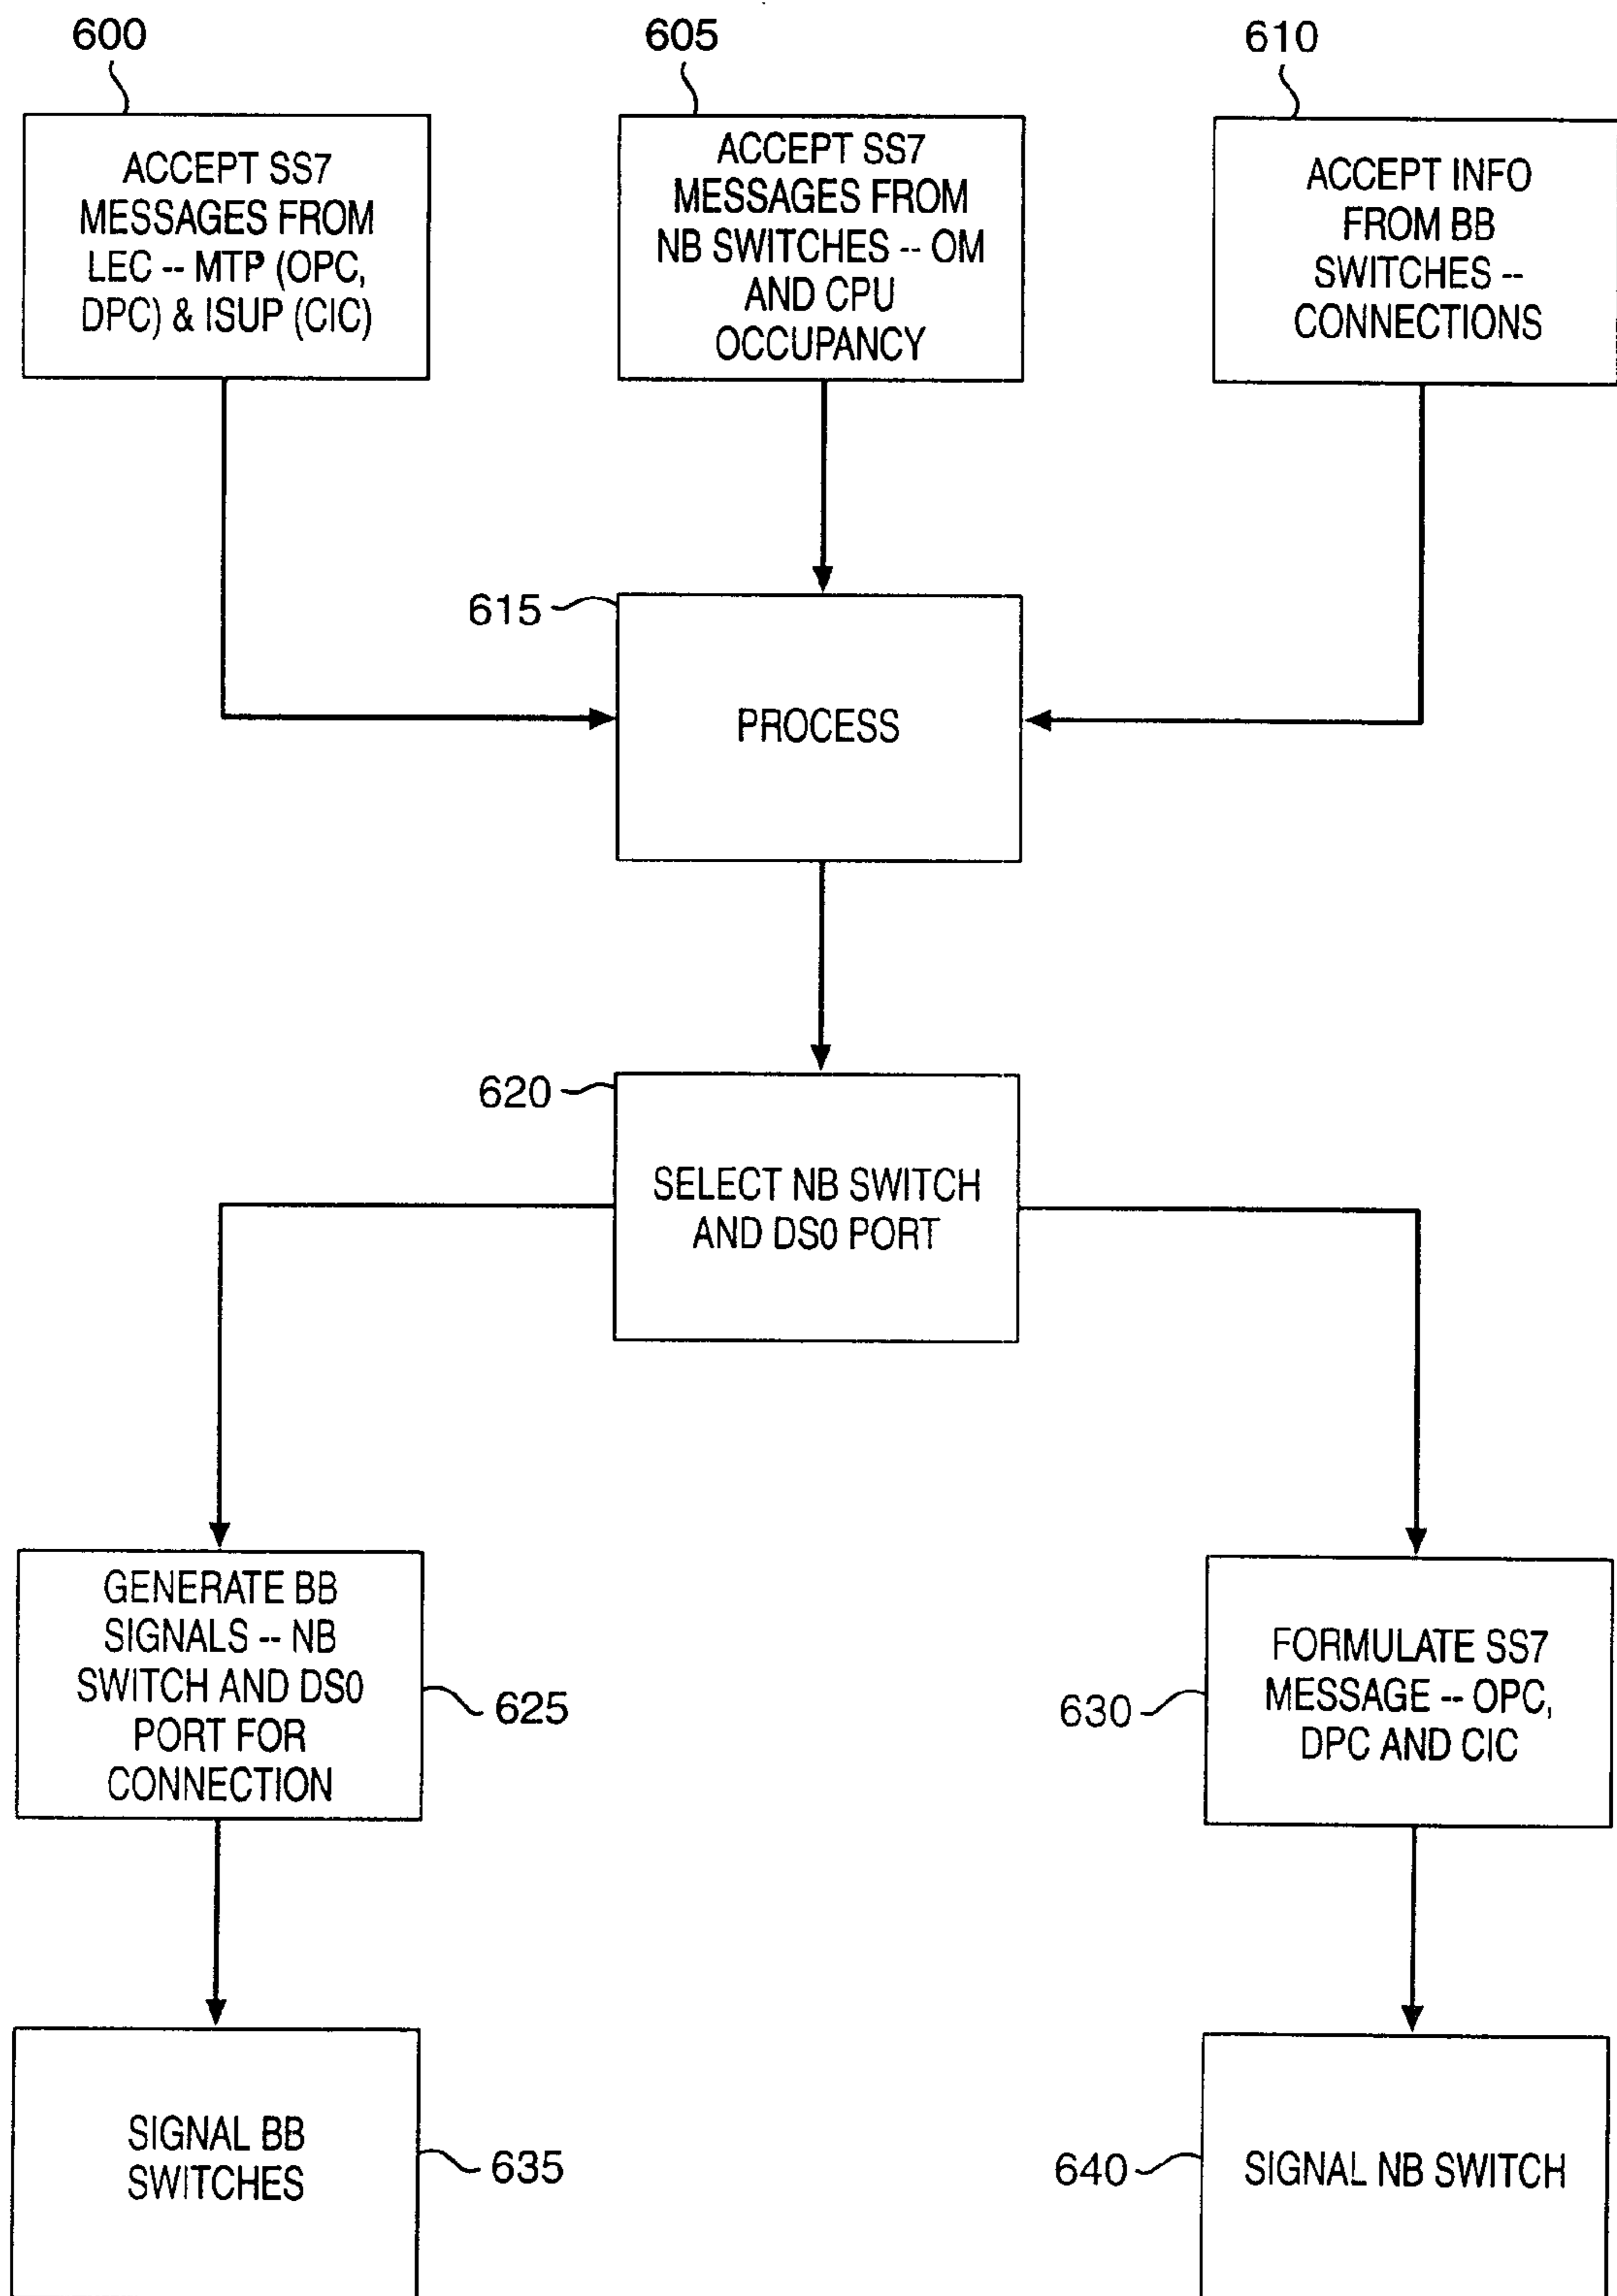 600
605
610
ACCEPT SS7
MESSAGES FROM
LEC -- MTP (OPC,
DPC) & ISUP (CIC)
ACCEPT SS7
MESSAGES FROM
NB SWITCHES -- OM
AND CPU
OCCUPANCY
ACCEPT INFO
FROM BB
SWITCHES --
CONNECTIONS
615
PROCESS
620
SELECT NB SWITCH
AND DS0 PORT
GENERATE BB
SIGNALS -- NB
SWITCH AND DS0
PORT FOR
CONNECTION
625
630
FORMULATE SS7
MESSAGE -- OPC,
DPC AND CIC
SIGNAL BB
SWITCHES
635
640
SIGNAL NB SWITCH